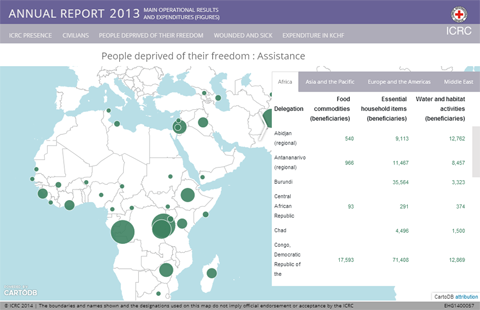 ANNUAL REPORT 2013 MAIN OPERATIONAL RESULTS
AND EXPENDITURES (FIGURES)
ICRC
ICRC PRESENCE CIVILIANS PEOPLE DEPRIVED OF THEIR FREEDOM WOUNDED AND SICK EXPENDITURE IN KCHF
People deprived of their freedom : Assistance
Africa Asia and the Pacific Europe and the Americas Middle East
Delegation Food commodities (beneficiaries) Essential household items (beneficiaries) Water and habitat activities (beneficiaries)
Abidjan (regional) 540 9,113 12,762
Antananarivo (regional) 966 11,467 8,457
Burundi 35,564 3,323
Central African Republic 93 291 374
Chad 4,496 1,500
Congo, Democratic Republic of the 17,593 71,488 12,869
CARTODB
CartoDB attribution
© ICRC 2014 | The boundaries and names shown and the designations used on this map do not imply official endorsement or acceptance by the ICRC